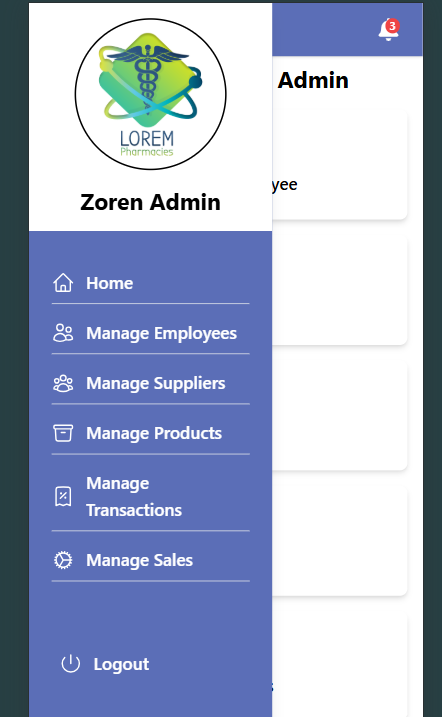 3
LOREM
Pharmacies
Zoren Admin
Admin
yee
Home
Manage Employees
Manage Suppliers
Manage Products
Manage
Transactions
Manage Sales
Logout
s